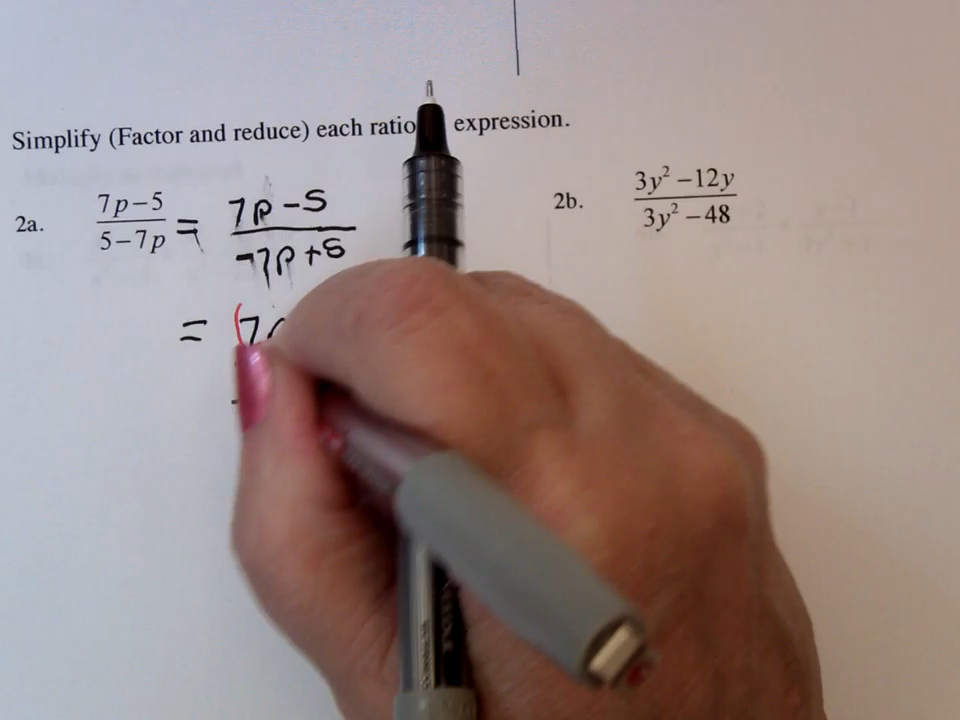 Simplify (Factor and reduce) each expression.
2a. 7p-5 / 5-7p = 7p-5 / -7p+5
= (7
2b. 3y²-12y / 3y²-48